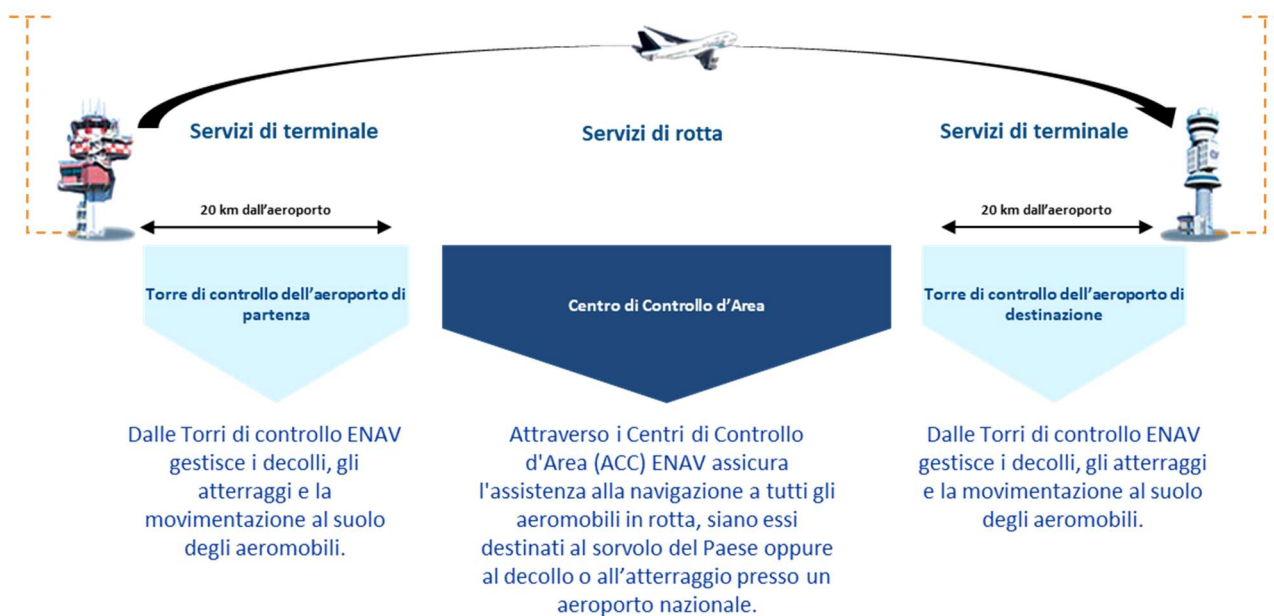 Servizi di terminale
Servizi di rotta
Servizi di terminale
20 km dall'aeroporto
20 km dall'aeroporto
Torre di controllo dell'aeroporto di
partenza
Centro di Controllo d'Area
Torre di controllo dell'aeroporto di
destinazione
Dalle Torri di controllo ENAV
gestisce i decolli, gli
atterraggi e la
movimentazione al suolo
degli aeromobili.
Attraverso i Centri di Controllo
d'Area (ACC) ENAV assicura
l'assistenza alla navigazione a tutti gli
aeromobili in rotta, siano essi
destinati al sorvolo del Paese oppure
al decollo o all'atterraggio presso un
aeroporto nazionale.
Dalle Torri di controllo ENAV
gestisce i decolli, gli atterraggi
e la movimentazione al suolo
degli aeromobili.